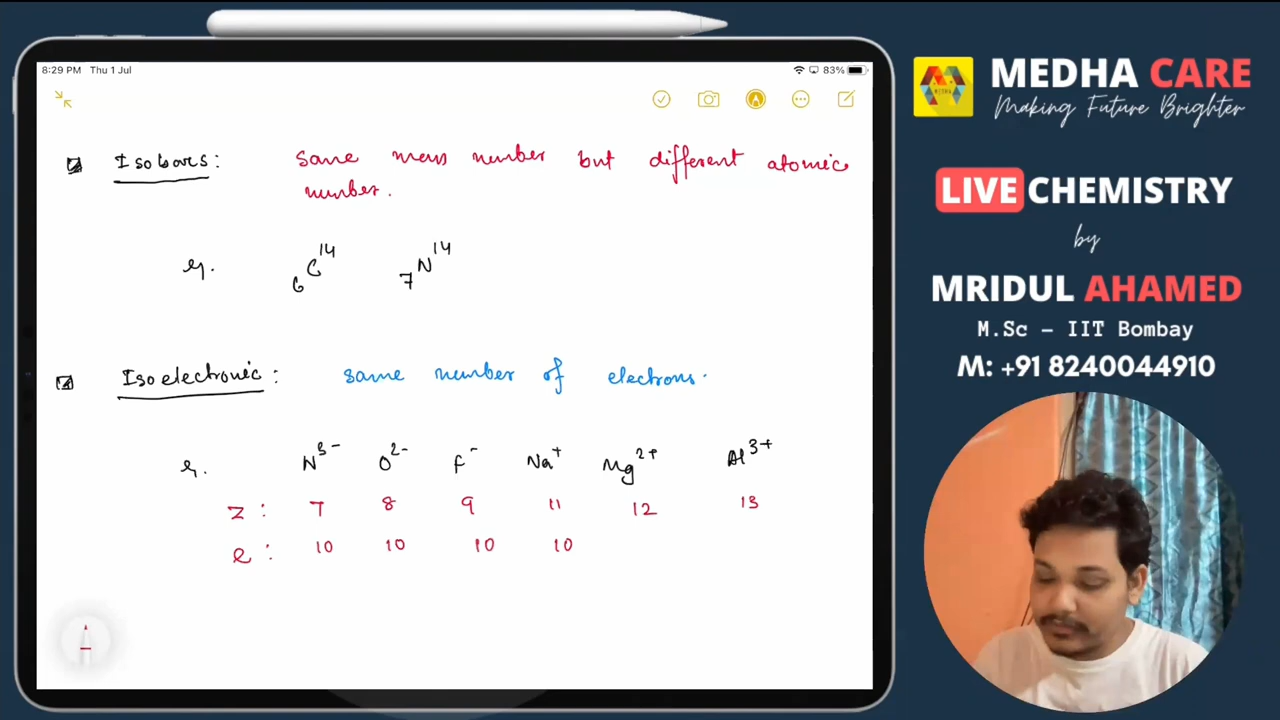 8:29 PM Thu 1 Jul
83%
Isobars: same mass number but different atomic
number.
eg. 6C14 7N14
Isoelectronic: same number of electrons.
eg. N3- O2- F- Na+ Mg2+ Al3+
Z: 7 8 9 11 12 13
e: 10 10 10 10
MEDHA CARE
Making Future Brighter
LIVE CHEMISTRY
by
MRIDUL AHAMED
M.Sc - IIT Bombay
M: +91 8240044910